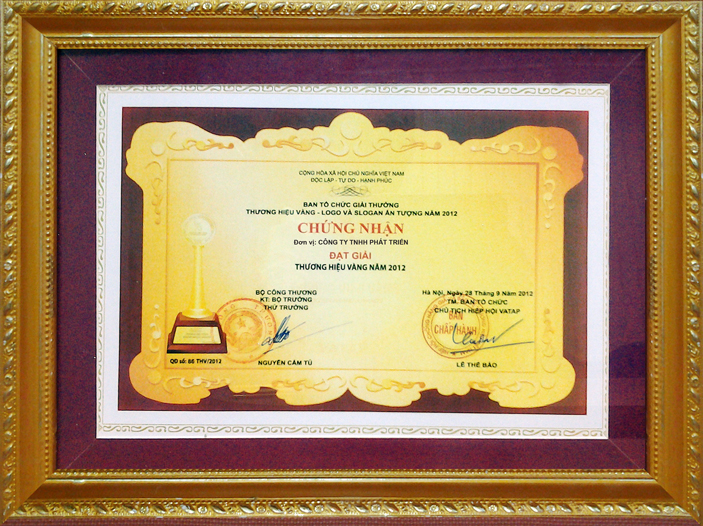 CỘNG HÒA XÃ HỘI CHỦ NGHĨA VIỆT NAM
ĐỘC LẬP - TỰ DO - HẠNH PHÚC
BAN TỔ CHỨC GIẢI THƯỞNG
THƯƠNG HIỆU VÀNG - LOGO VÀ SLOGAN ẤN TƯỢNG NĂM 2012
CHỨNG NHẬN
Đơn vị: CÔNG TY TNHH PHÁT TRIỂN
ĐẠT GIẢI
THƯƠNG HIỆU VÀNG NĂM 2012
BỘ CÔNG THƯƠNG
KT: BỘ TRƯỞNG
THỨ TRƯỞNG
NGUYỄN CẨM TÚ
Hà Nội, Ngày 28 Tháng 9 Năm 2012
TM. BAN TỔ CHỨC
CHỦ TỊCH HIỆP HỘI VATAP
BAN
CHẤP HÀNH
LÊ THẾ BẢO
QĐ số: 86 THV/2012